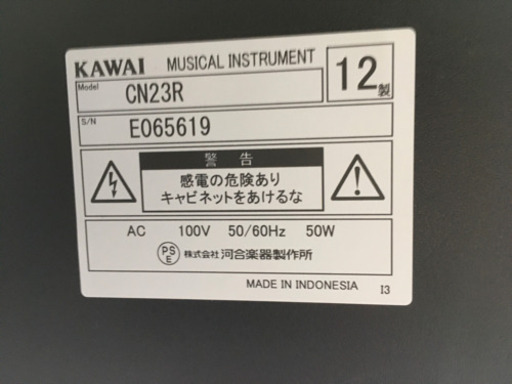 KAWAI MUSICAL INSTRUMENT 12製
Model CN23R
S/N E065619
警告
感電の危険あり
キャビネットをあけるな
AC 100V 50/60Hz 50W
PSE 株式会社 河合楽器製作所
MADE IN INDONESIA I3